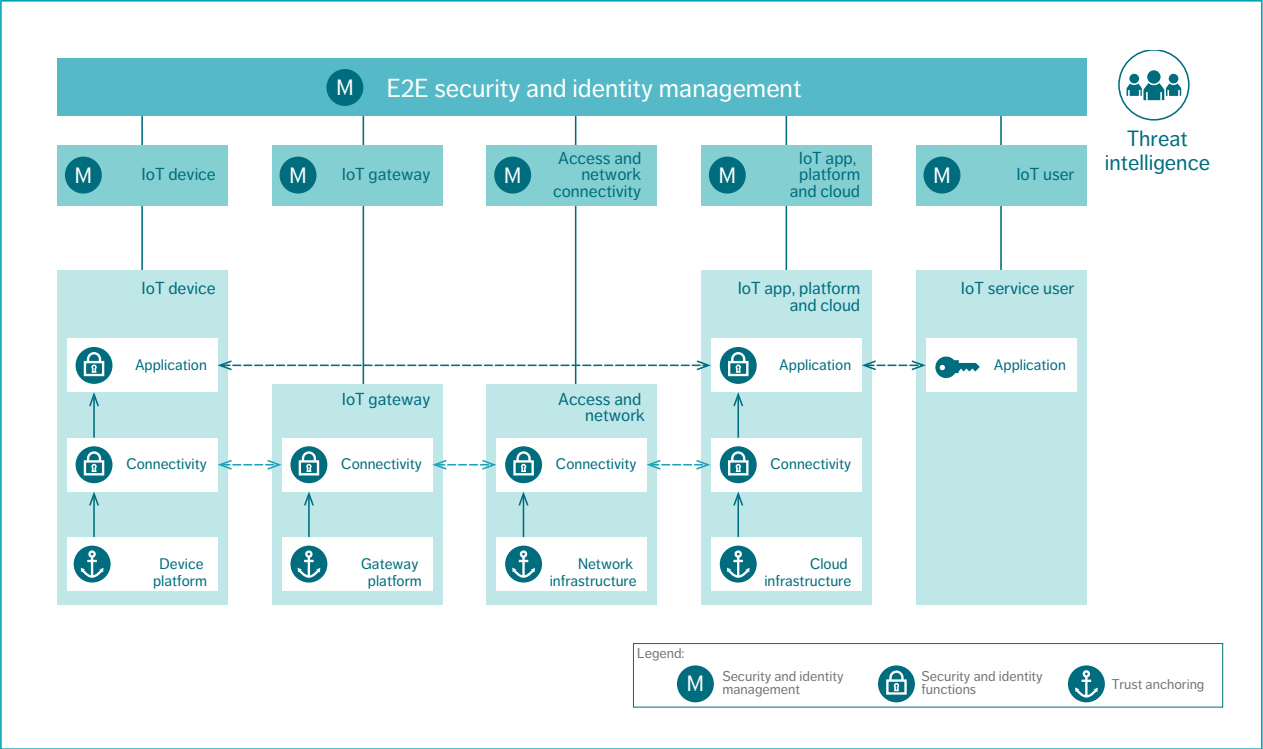 M E2E security and identity management
Threat
intelligence
M IoT device
M IoT gateway
M Access and
network
connectivity
M IoT app,
platform
and cloud
M IoT user
IoT device
IoT app, platform
and cloud
IoT service user
Application
Application
Application
IoT gateway
Access and
network
Connectivity
Connectivity
Connectivity
Connectivity
Device
platform
Gateway
platform
Network
infrastructure
Cloud
infrastructure
Legend:
M Security and identity
management
Security and identity
functions
Trust anchoring